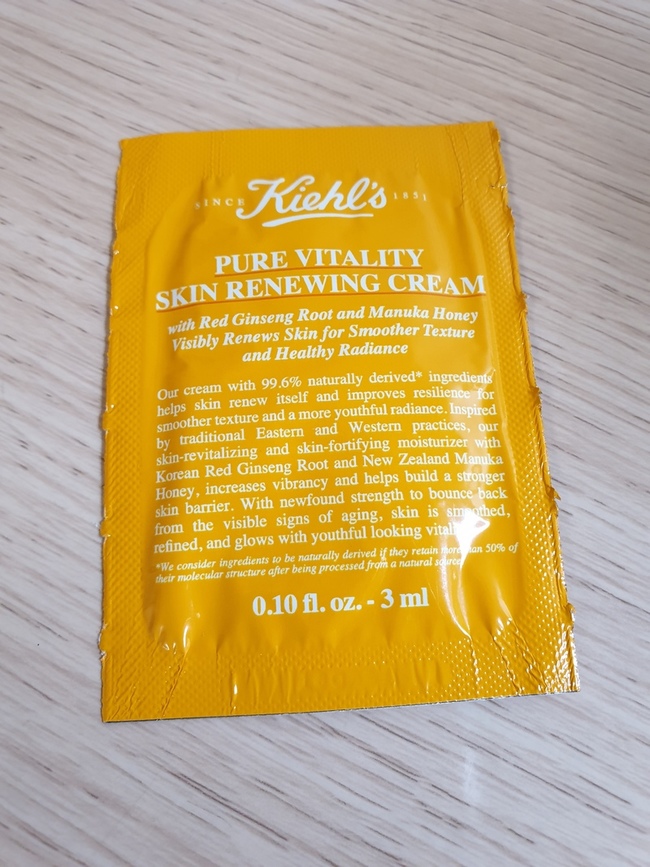 SINCE Kiehl's 1851
PURE VITALITY
SKIN RENEWING CREAM
with Red Ginseng Root and Manuka Honey
Visibly Renews Skin for Smoother Texture
and Healthy Radiance
Our cream with 99.6% naturally derived* ingredients
helps skin renew itself and improves resilience for
smoother texture and a more youthful radiance. Inspired
by traditional Eastern and Western practices, our
skin-revitalizing and skin-fortifying moisturizer with
Korean Red Ginseng Root and New Zealand Manuka
Honey, increases vibrancy and helps build a stronger
skin barrier. With newfound strength to bounce back
from the visible signs of aging, skin is smoothed,
refined, and glows with youthful looking vitality.
*We consider ingredients to be naturally derived if they retain more than 50% of
their molecular structure after being processed from a natural source.
0.10 fl. oz. - 3 ml